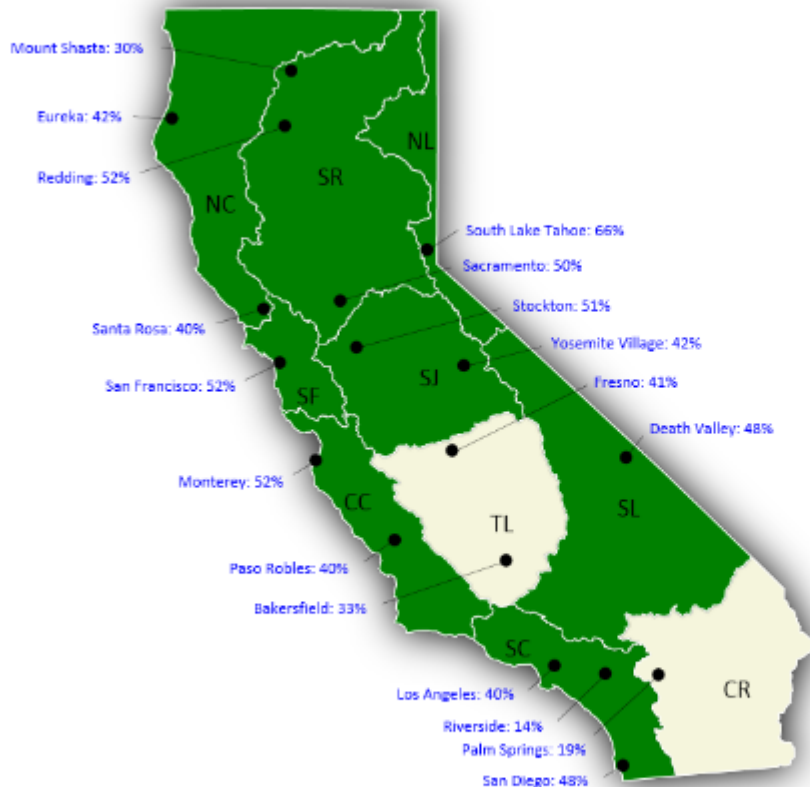 Mount Shasta: 30%
Eureka: 42%
NL
Redding: 52%
SR
NC
South Lake Tahoe: 66%
Sacramento: 50%
Stockton: 51%
Santa Rosa: 40%
Yosemite Village: 42%
SJ
Fresno: 41%
San Francisco: 52%
SF
Death Valley: 48%
Monterey: 52%
CC
SL
TL
Paso Robles: 40%
Bakersfield: 33%
SC
CR
Los Angeles: 40%
Riverside: 14%
Palm Springs: 19%
San Diego: 48%